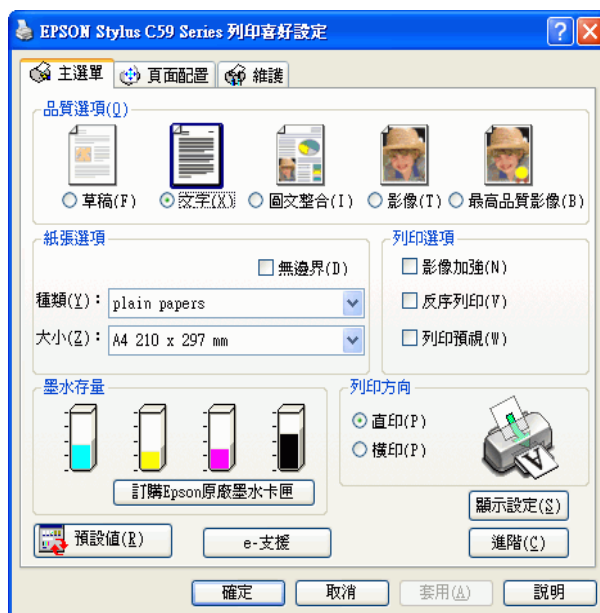 EPSON Stylus C59 Series 列印喜好設定
主選單 頁面配置 維護
品質選項(Q)
草稿(F) 文字(X) 圖文整合(I) 影像(T) 最高品質影像(B)
紙張選項
無邊界(D)
種類(Y): plain papers
大小(Z): A4 210 x 297 mm
列印選項
影像加強(N)
反序列印(V)
列印預視(W)
墨水存量
訂購Epson原廠墨水卡匣
列印方向
直印(P)
橫印(P)
顯示設定(S)
預設值(R) e-支援 進階(C)
確定 取消 套用(A) 說明